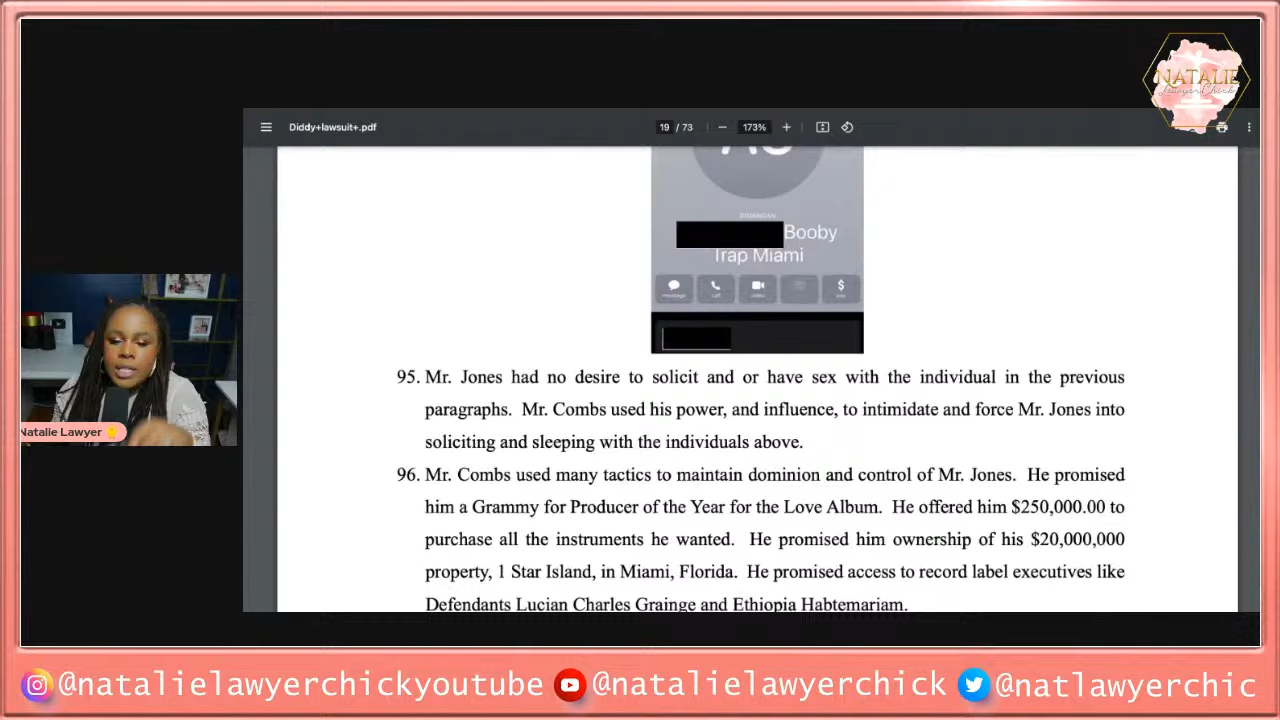 NATALIE
LawyerChick
Diddy+lawsuit+.pdf
19 / 73
173%
Booby
Trap Miami
message
call
video
$
pay
95. Mr. Jones had no desire to solicit and or have sex with the individual in the previous
paragraphs. Mr. Combs used his power, and influence, to intimidate and force Mr. Jones into
soliciting and sleeping with the individuals above.
96. Mr. Combs used many tactics to maintain dominion and control of Mr. Jones. He promised
him a Grammy for Producer of the Year for the Love Album. He offered him $250,000.00 to
purchase all the instruments he wanted. He promised him ownership of his $20,000,000
property, 1 Star Island, in Miami, Florida. He promised access to record label executives like
Defendants Lucian Charles Grainge and Ethiopia Habtemariam.
Natalie Lawyer
@natalielawyerchickyoutube
@natalielawyerchick
@natlawyerchic